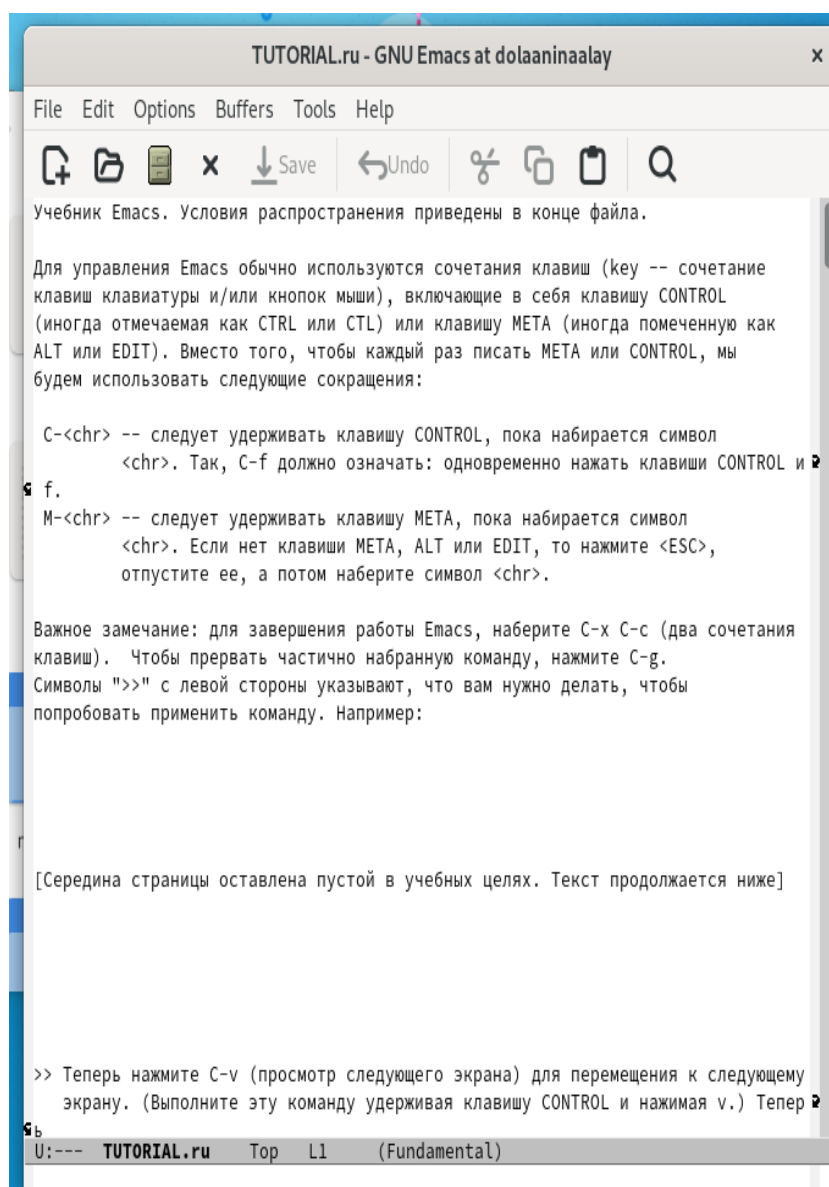 TUTORIAL.ru - GNU Emacs at dolaaninaalay
File Edit Options Buffers Tools Help
Save Undo
Учебник Emacs. Условия распространения приведены в конце файла.
Для управления Emacs обычно используются сочетания клавиш (key -- сочетание
клавиш клавиатуры и/или кнопок мыши), включающие в себя клавишу CONTROL
(иногда отмечаемая как CTRL или CTL) или клавишу META (иногда помеченную как
ALT или EDIT). Вместо того, чтобы каждый раз писать META или CONTROL, мы
будем использовать следующие сокращения:
C-<chr> -- следует удерживать клавишу CONTROL, пока набирается символ
<chr>. Так, C-f должно означать: одновременно нажать клавиши CONTROL и
f.
M-<chr> -- следует удерживать клавишу META, пока набирается символ
<chr>. Если нет клавиши META, ALT или EDIT, то нажмите <ESC>,
отпустите ее, а потом наберите символ <chr>.
Важное замечание: для завершения работы Emacs, наберите C-x C-c (два сочетания
клавиш).  Чтобы прервать частично набранную команду, нажмите C-g.
Символы ">>" с левой стороны указывают, что вам нужно делать, чтобы
попробовать применить команду. Например:
[Середина страницы оставлена пустой в учебных целях. Текст продолжается ниже]
>> Теперь нажмите C-v (просмотр следующего экрана) для перемещения к следующему
экрану. (Выполните эту команду удерживая клавишу CONTROL и нажимая v.) Тепер
ь
U:--- TUTORIAL.ru Top L1 (Fundamental)